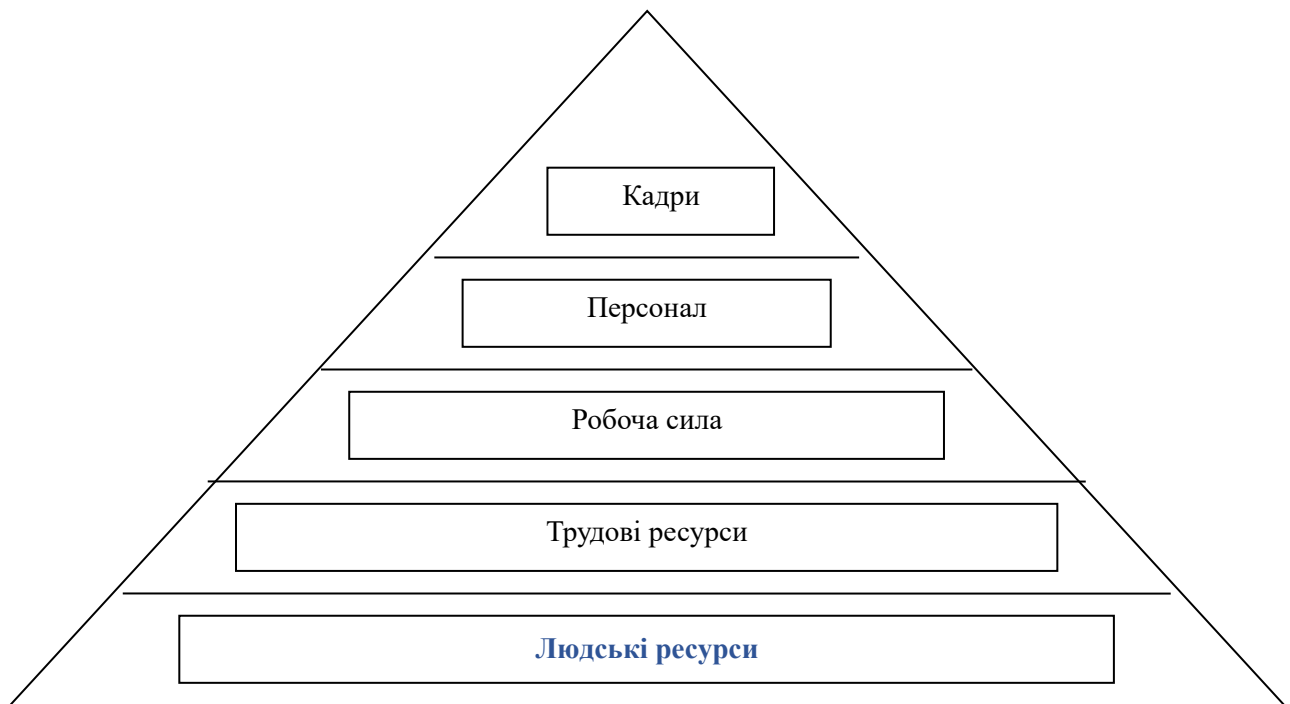 Кадри
Персонал
Робоча сила
Трудові ресурси
Людські ресурси